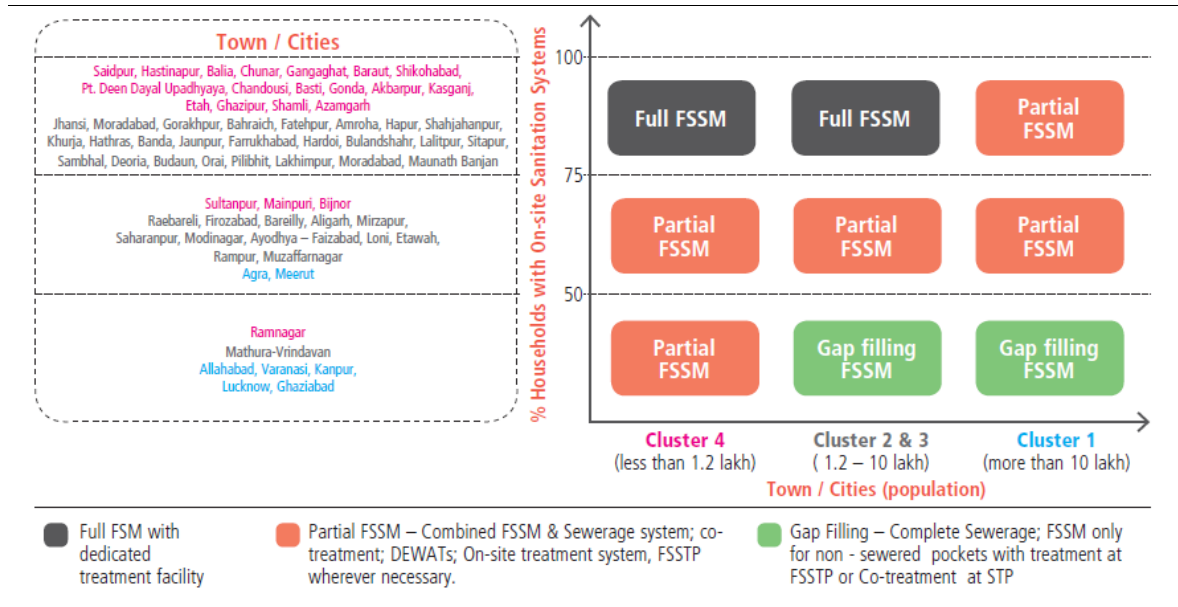 Town / Cities
Saidpur, Hastinapur, Balia, Chunar, Gangaghat, Baraut, Shikohabad,
Pt. Deen Dayal Upadhyaya, Chandousi, Basti, Gonda, Akbarpur, Kasganj,
Etah, Ghazipur, Shamli, Azamgarh
Jhansi, Moradabad, Gorakhpur, Bahraich, Fatehpur, Amroha, Hapur, Shahjahanpur,
Khurja, Hathras, Banda, Jaunpur, Farrukhabad, Hardoi, Bulandshahr, Lalitpur, Sitapur,
Sambhal, Deoria, Budaun, Orai, Pilibhit, Lakhimpur, Moradabad, Maunath Banjan
Sultanpur, Mainpuri, Bijnor
Raebareli, Firozabad, Bareilly, Aligarh, Mirzapur,
Saharanpur, Modinagar, Ayodhya – Faizabad, Loni, Etawah,
Rampur, Muzaffarnagar
Agra, Meerut
Ramnagar
Mathura-Vrindavan
Allahabad, Varanasi, Kanpur,
Lucknow, Ghaziabad
% Households with On-site Sanitation Systems
100
Full FSSM
Full FSSM
Partial
FSSM
75
Partial
FSSM
Partial
FSSM
Partial
FSSM
50
Partial
FSSM
Gap filling
FSSM
Gap filling
FSSM
Cluster 4
(less than 1.2 lakh)
Cluster 2 & 3
( 1.2 – 10 lakh)
Cluster 1
(more than 10 lakh)
Town / Cities (population)
Full FSM with
dedicated
treatment facility
Partial FSSM – Combined FSSM & Sewerage system; co-
treatment; DEWATs; On-site treatment system, FSSTP
wherever necessary.
Gap Filling – Complete Sewerage; FSSM only
for non - sewered pockets with treatment at
FSSTP or Co-treatment at STP